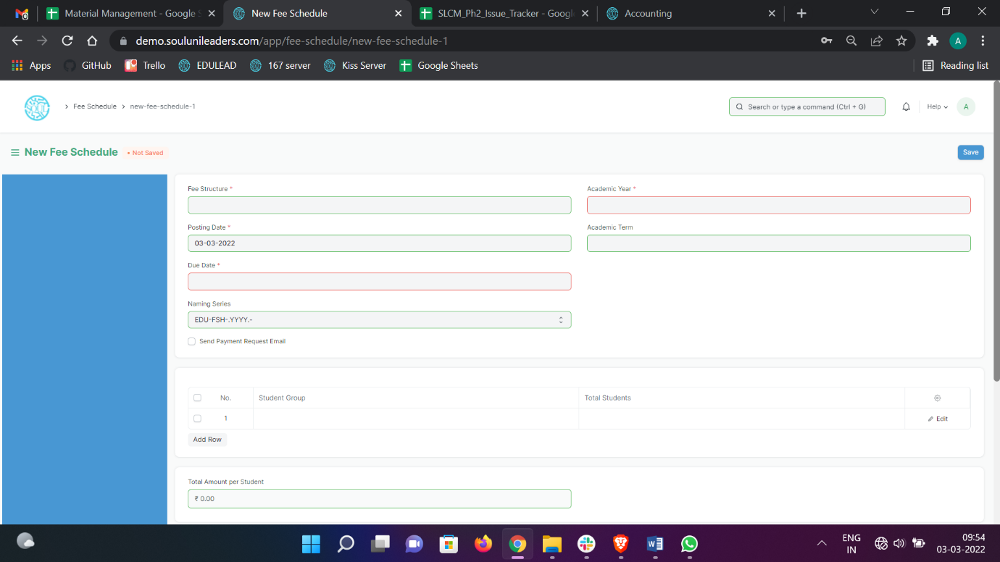 Material Management - Google S
New Fee Schedule
SLCM_Ph2_Issue_Tracker - Googl
Accounting
demo.soulunileaders.com/app/fee-schedule/new-fee-schedule-1
A
Apps
GitHub
Trello
EDULEAD
167 server
Kiss Server
Google Sheets
Reading list
SOUL
Fee Schedule
new-fee-schedule-1
Search or type a command (Ctrl + G)
Help
A
New Fee Schedule
• Not Saved
Save
Fee Structure *
Academic Year *
Posting Date *
03-03-2022
Academic Term
Due Date *
Naming Series
EDU-FSH-.YYYY.-
Send Payment Request Email
No.
Student Group
Total Students
1
Edit
Add Row
Total Amount per Student
₹ 0.00
ENG
IN
09:54
03-03-2022